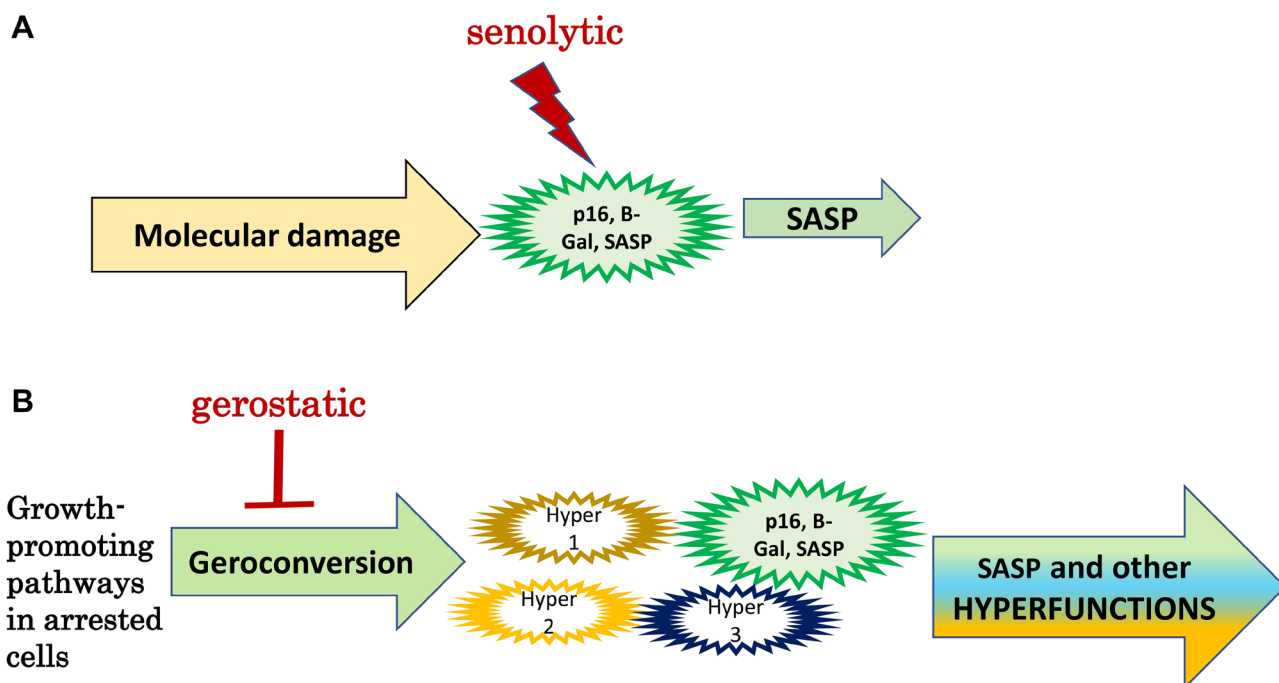 A
senolytic
Molecular damage
p16, B-
Gal, SASP
SASP
B
gerostatic
Growth-
promoting
pathways
in arrested
cells
Geroconversion
Hyper
1
Hyper
2
Hyper
3
p16, B-
Gal, SASP
SASP and other
HYPERFUNCTIONS